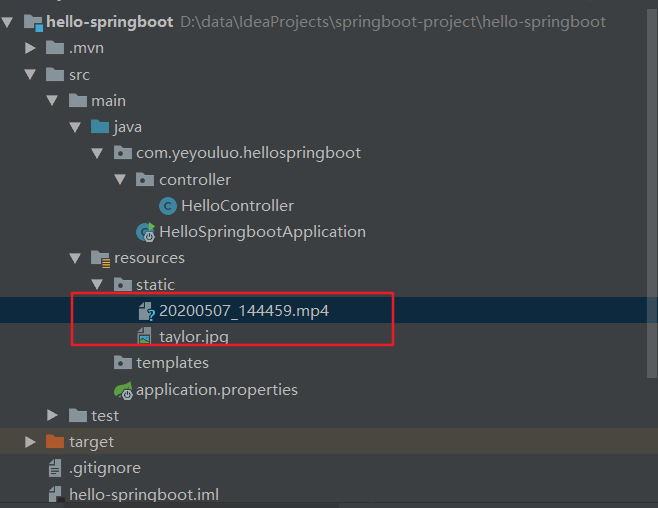 hello-springboot D:\data\IdeaProjects\springboot-project\hello-springboot
.mvn
src
main
java
com.yeyouluo.hellospringboot
controller
HelloController
HelloSpringbootApplication
resources
static
20200507_144459.mp4
taylor.jpg
templates
application.properties
test
target
.gitignore
hello-springboot.iml